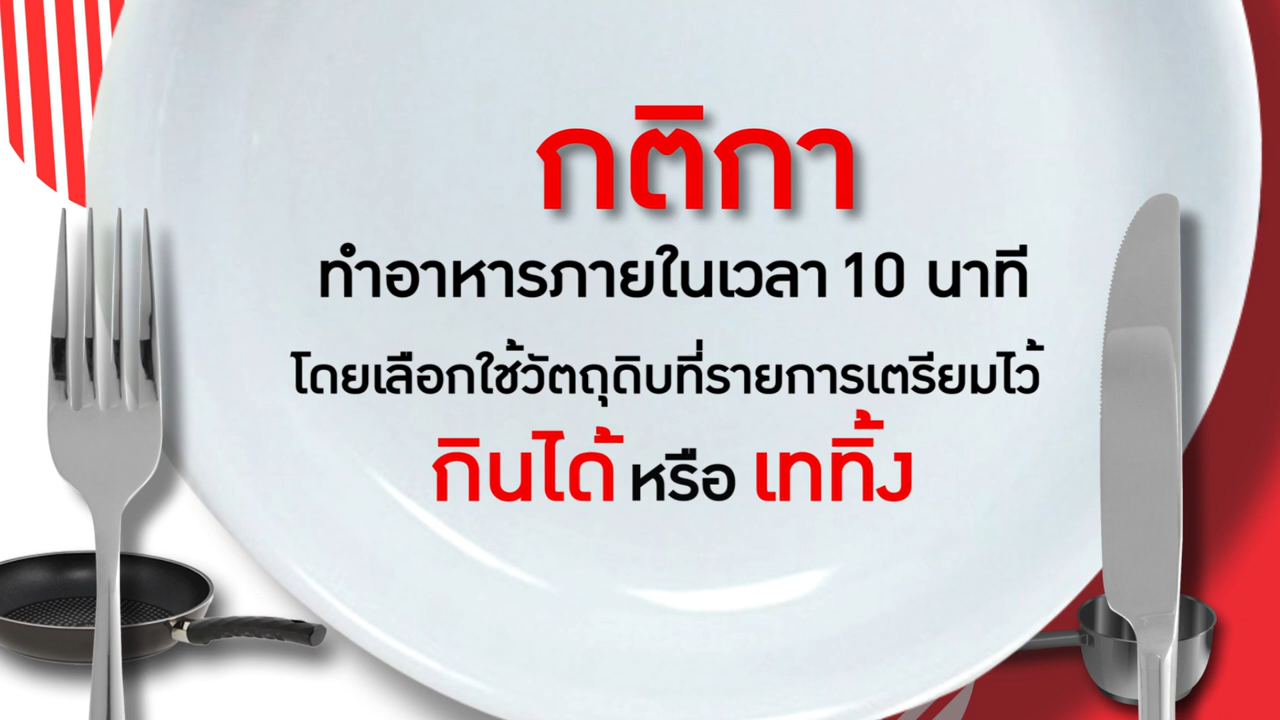 กติกา
ทำอาหารภายในเวลา 10 นาที
โดยเลือกใช้วัตถุดิบที่รายการเตรียมไว้
กินได้ หรือ เททิ้ง